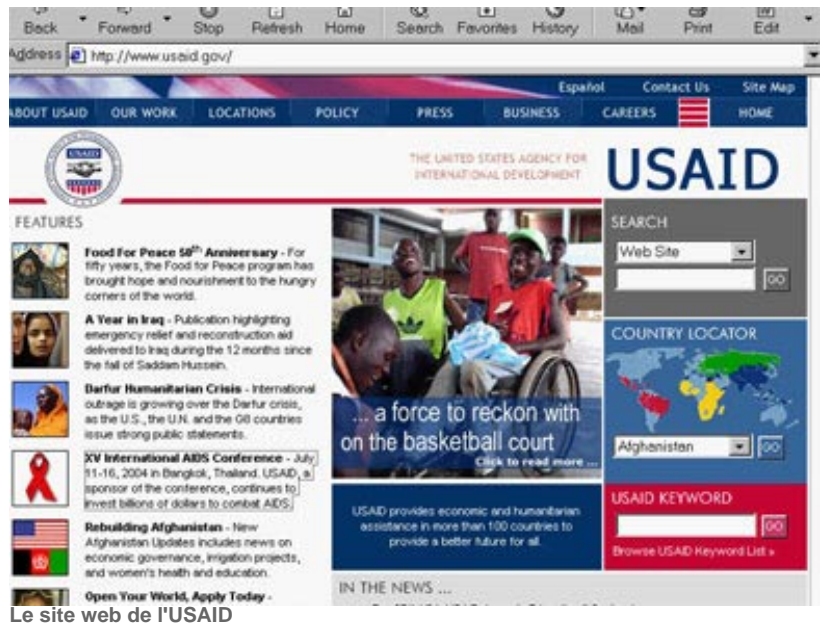 Back Forward Stop Refresh Home Search Favorites History Mail Print Edit
Address http://www.usaid.gov/
Español Contact Us Site Map
ABOUT USAID OUR WORK LOCATIONS POLICY PRESS BUSINESS CAREERS HOME
USAID
THE UNITED STATES AGENCY FOR
INTERNATIONAL DEVELOPMENT
USAID
FEATURES
Food For Peace 50th Anniversary - For
fifty years, the Food for Peace program has
brought hope and nourishment to the hungry
corners of the world.
A Year in Iraq - Publication highlighting
emergency relief and reconstruction aid
delivered to Iraq during the 12 months since
the fall of Saddam Hussein.
Darfur Humanitarian Crisis - International
outrage is growing over the Darfur crisis,
as the U.S., the U.N. and the G8 countries
issue strong public statements.
XV International AIDS Conference - July
11-16, 2004 in Bangkok, Thailand. USAID, a
sponsor of the conference, continues to
invest billions of dollars to combat AIDS.
Rebuilding Afghanistan - New
Afghanistan Updates includes news on
economic governance, irrigation projects,
and women's health and education.
Open Your World, Apply Today -
... a force to reckon with
on the basketball court
Click to read more ...
USAID provides economic and humanitarian
assistance in more than 100 countries to
provide a better future for all.
IN THE NEWS ...
SEARCH
Web Site
GO
COUNTRY LOCATOR
Afghanistan GO
USAID KEYWORD
GO
Browse USAID Keyword List »
Le site web de l'USAID